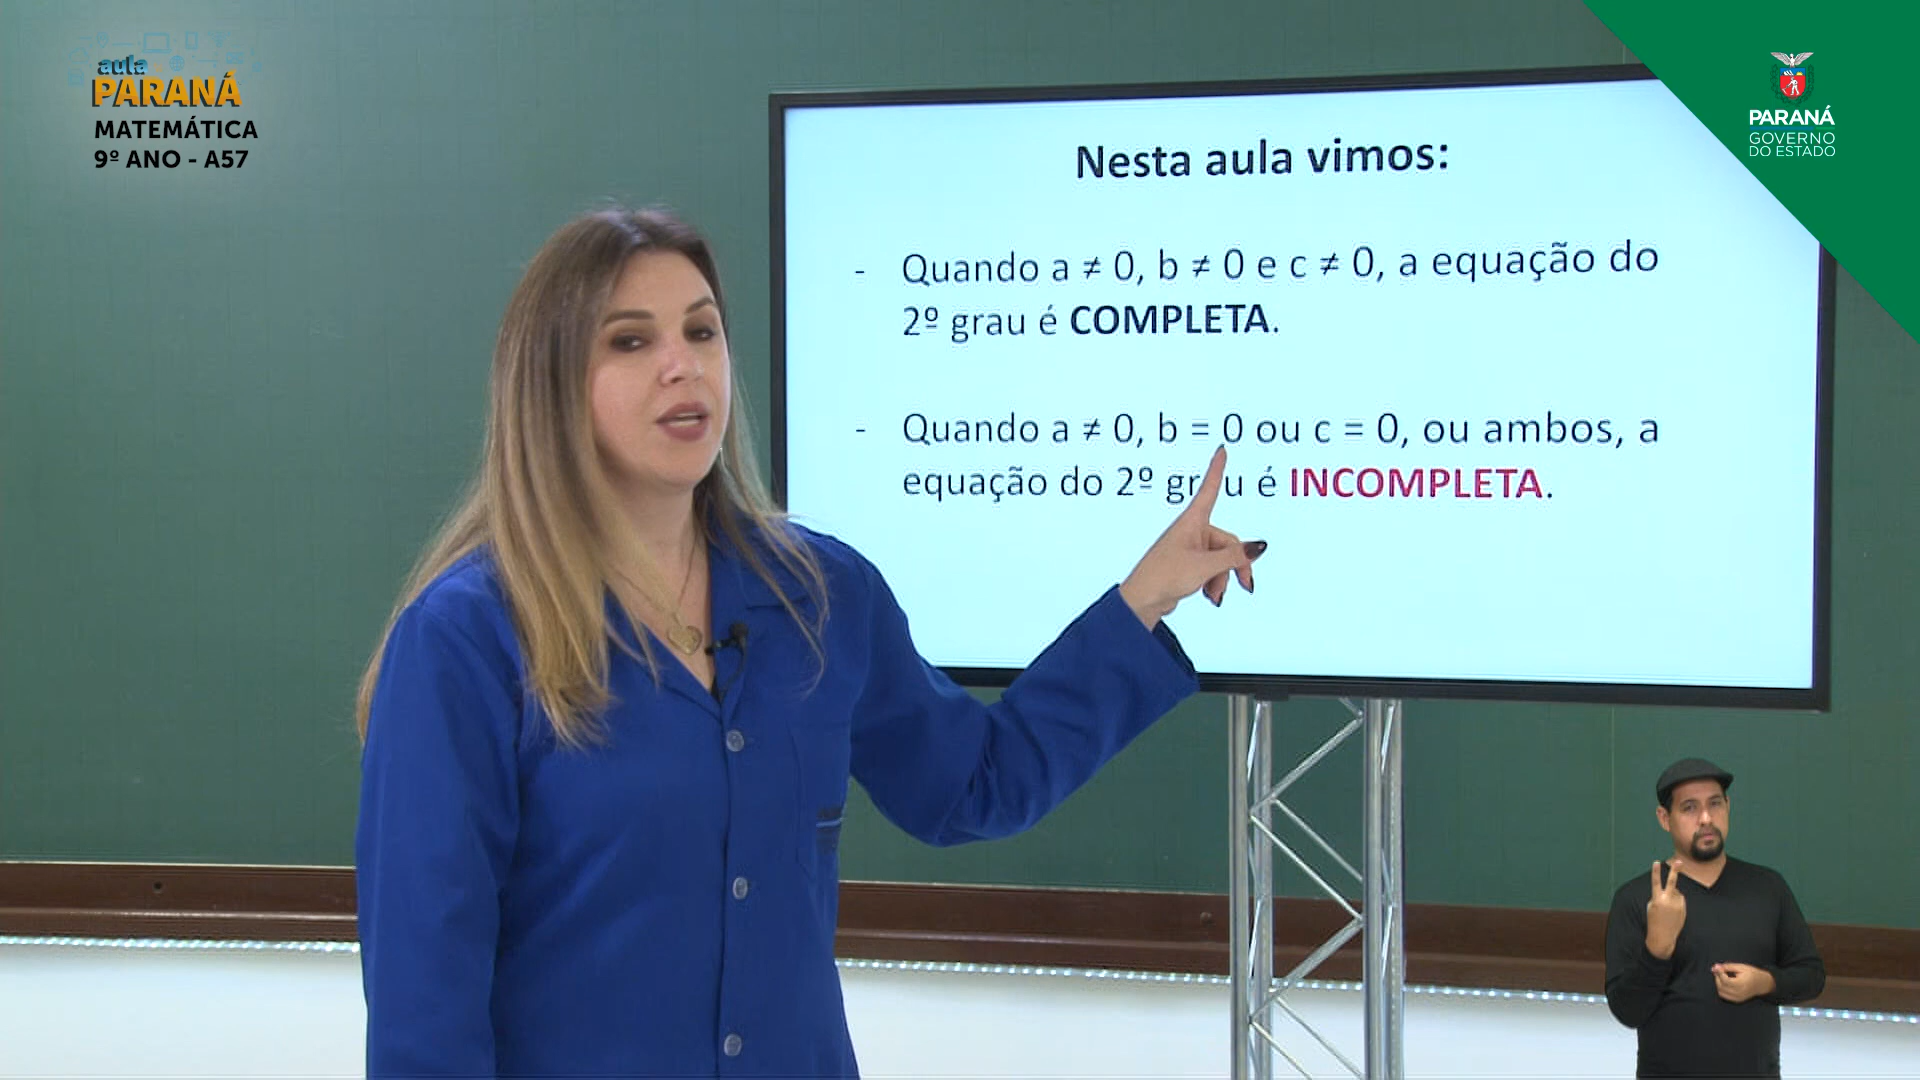 aula
PARANÁ
MATEMÁTICA
9º ANO - A57
PARANÁ
GOVERNO
DO ESTADO
Nesta aula vimos:
- Quando a ≠ 0, b ≠ 0 e c ≠ 0, a equação do
2º grau é COMPLETA.
- Quando a ≠ 0, b = 0 ou c = 0, ou ambos, a
equação do 2º grau é INCOMPLETA.